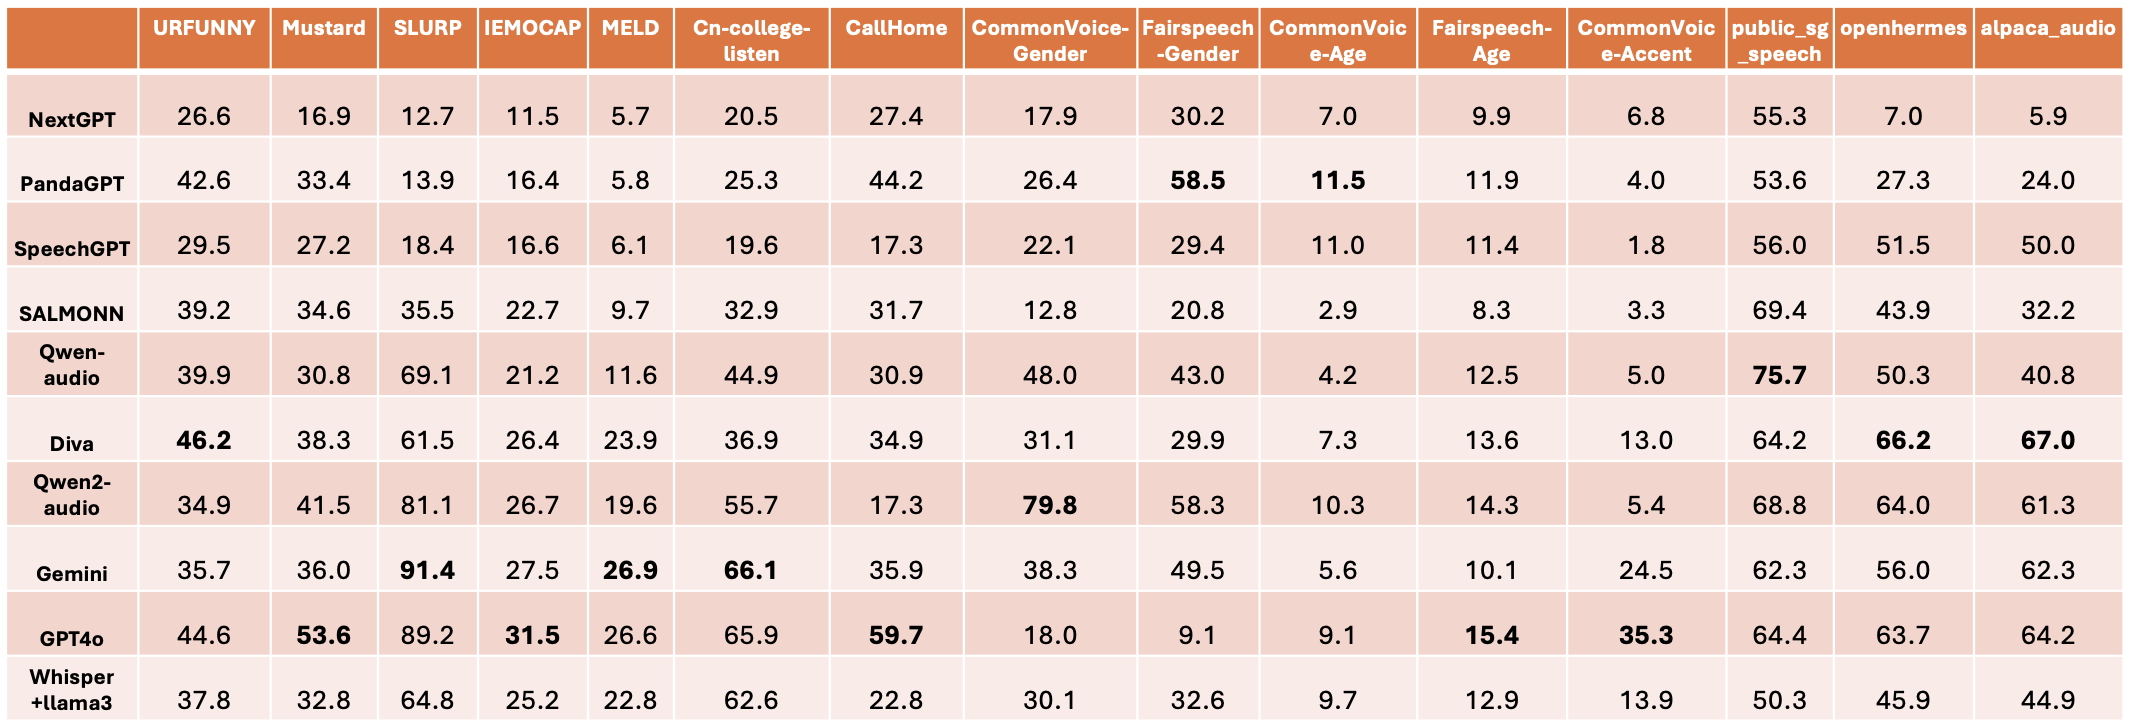 URFUNNY Mustard SLURP IEMOCAP MELD Cn-college- CallHome CommonVoice- Fairspeech CommonVoic Fairspeech- CommonVoic public_sg openhermes alpaca_audio
listen Gender -Gender e-Age Age e-Accent _speech
NextGPT 26.6 16.9 12.7 11.5 5.7 20.5 27.4 17.9 30.2 7.0 9.9 6.8 55.3 7.0 5.9
PandaGPT 42.6 33.4 13.9 16.4 5.8 25.3 44.2 26.4 58.5 11.5 11.9 4.0 53.6 27.3 24.0
SpeechGPT 29.5 27.2 18.4 16.6 6.1 19.6 17.3 22.1 29.4 11.0 11.4 1.8 56.0 51.5 50.0
SALMONN 39.2 34.6 35.5 22.7 9.7 32.9 31.7 12.8 20.8 2.9 8.3 3.3 69.4 43.9 32.2
Qwen-
audio 39.9 30.8 69.1 21.2 11.6 44.9 30.9 48.0 43.0 4.2 12.5 5.0 75.7 50.3 40.8
Diva 46.2 38.3 61.5 26.4 23.9 36.9 34.9 31.1 29.9 7.3 13.6 13.0 64.2 66.2 67.0
Qwen2-
audio 34.9 41.5 81.1 26.7 19.6 55.7 17.3 79.8 58.3 10.3 14.3 5.4 68.8 64.0 61.3
Gemini 35.7 36.0 91.4 27.5 26.9 66.1 35.9 38.3 49.5 5.6 10.1 24.5 62.3 56.0 62.3
GPT4o 44.6 53.6 89.2 31.5 26.6 65.9 59.7 18.0 9.1 9.1 15.4 35.3 64.4 63.7 64.2
Whisper
+llama3 37.8 32.8 64.8 25.2 22.8 62.6 22.8 30.1 32.6 9.7 12.9 13.9 50.3 45.9 44.9